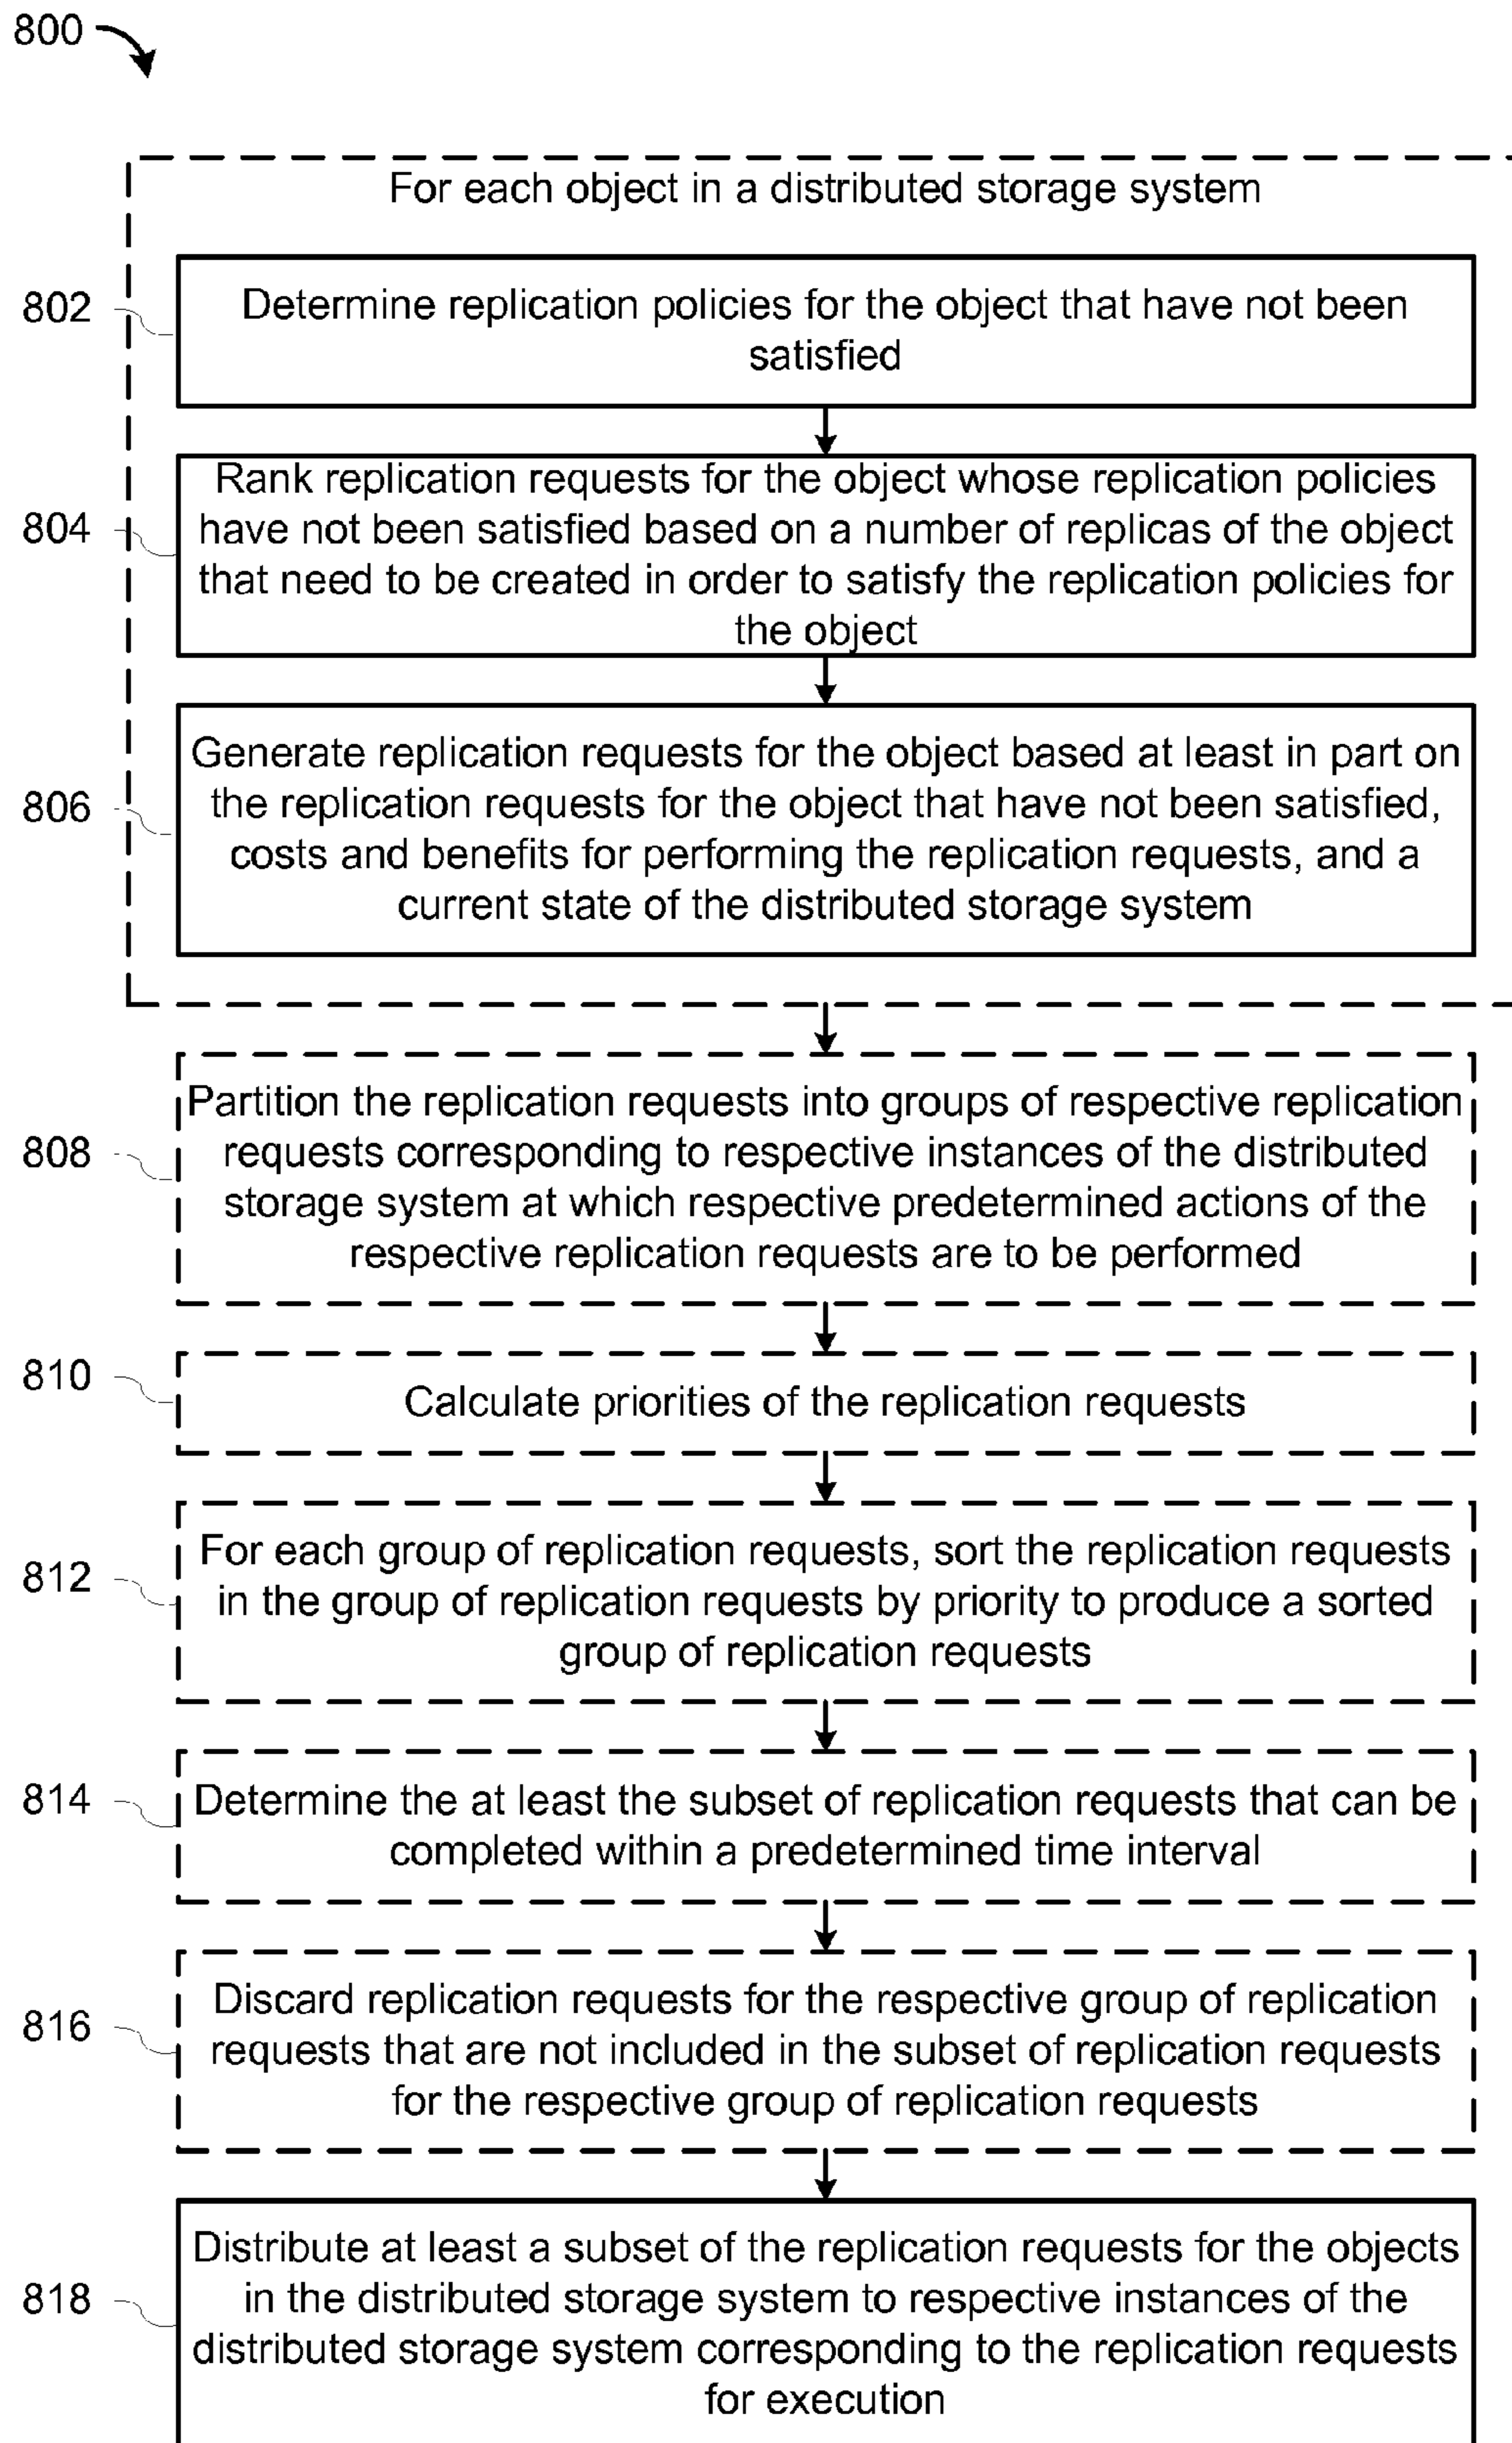 800
For each object in a distributed storage system
802
Determine replication policies for the object that have not been
satisfied
804
Rank replication requests for the object whose replication policies
have not been satisfied based on a number of replicas of the object
that need to be created in order to satisfy the replication policies for
the object
806
Generate replication requests for the object based at least in part on
the replication requests for the object that have not been satisfied,
costs and benefits for performing the replication requests, and a
current state of the distributed storage system
808
Partition the replication requests into groups of respective replication
requests corresponding to respective instances of the distributed
storage system at which respective predetermined actions of the
respective replication requests are to be performed
810
Calculate priorities of the replication requests
812
For each group of replication requests, sort the replication requests
in the group of replication requests by priority to produce a sorted
group of replication requests
814
Determine the at least the subset of replication requests that can be
completed within a predetermined time interval
816
Discard replication requests for the respective group of replication
requests that are not included in the subset of replication requests
for the respective group of replication requests
818
Distribute at least a subset of the replication requests for the objects
in the distributed storage system to respective instances of the
distributed storage system corresponding to the replication requests
for execution